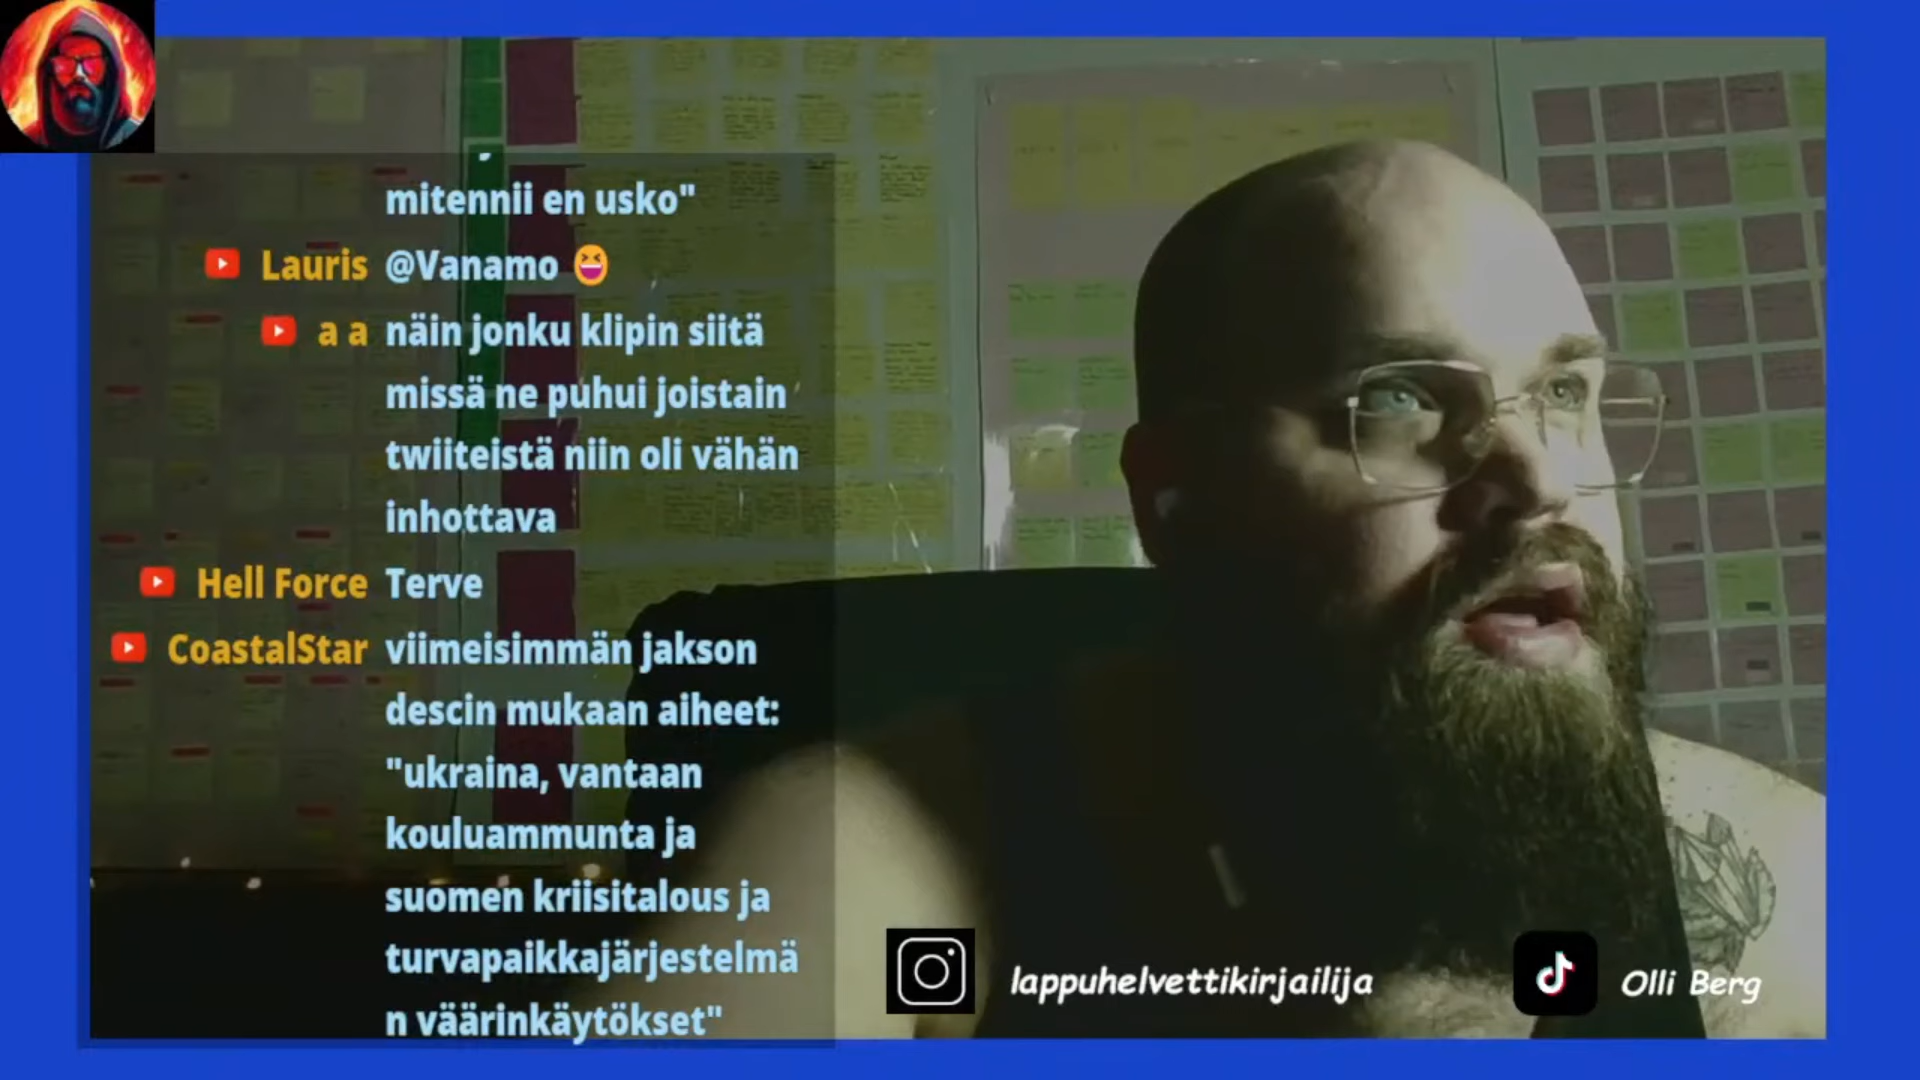 mitennii en usko"
Lauris @Vanamo 😆
a a näin jonku klipin siitä
missä ne puhui joistain
twiiteistä niin oli vähän
inhottava
Hell Force Terve
CoastalStar viimeisimmän jakson
descin mukaan aiheet:
"ukraina, vantaan
kouluammunta ja
suomen kriisitalous ja
turvapaikkajärjestelmä
n väärinkäytökset"
lappuhelvettikirjailija
Olli Berg